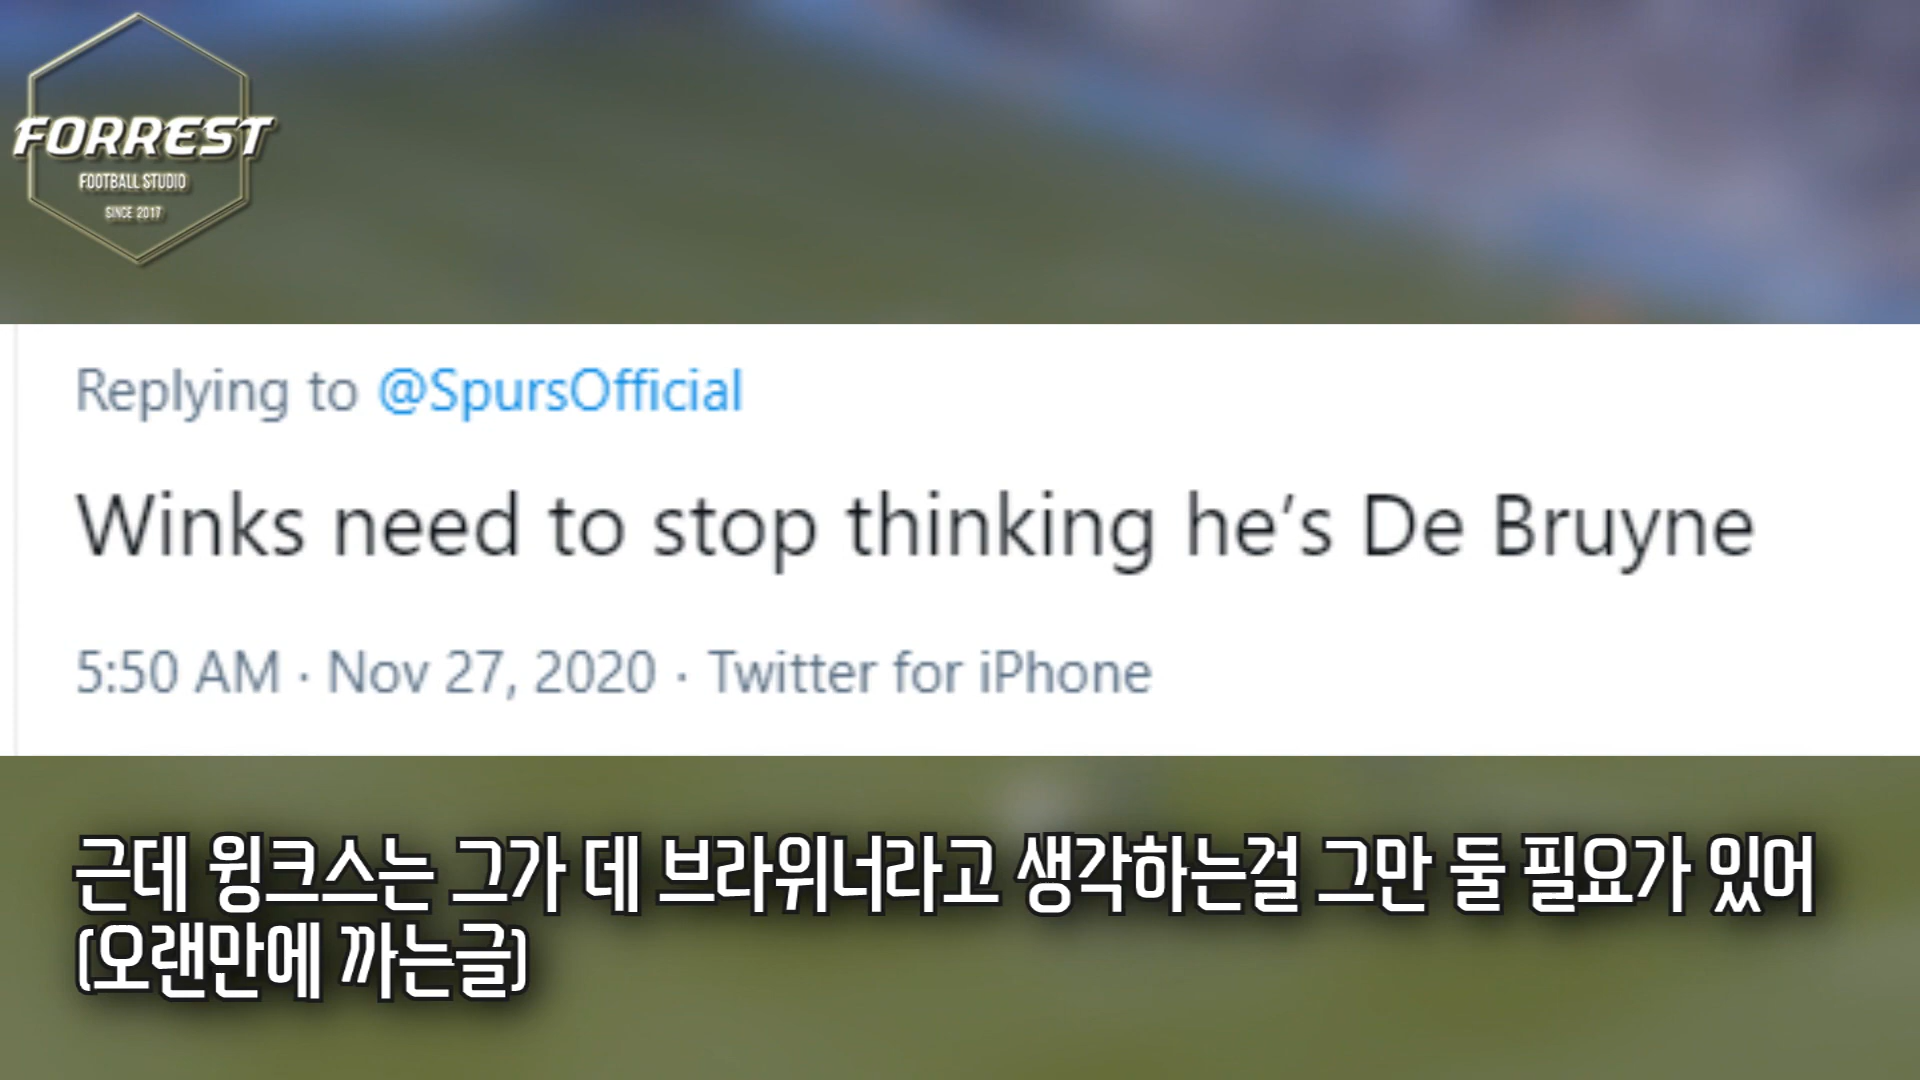 FORREST
FOOTBALL STUDIO
SINCE 2017
Replying to @SpursOfficial
Winks need to stop thinking he’s De Bruyne
5:50 AM · Nov 27, 2020 · Twitter for iPhone
근데 윙크스는 그가 데 브라위너라고 생각하는걸 그만 둘 필요가 있어
(오랜만에 까는글)